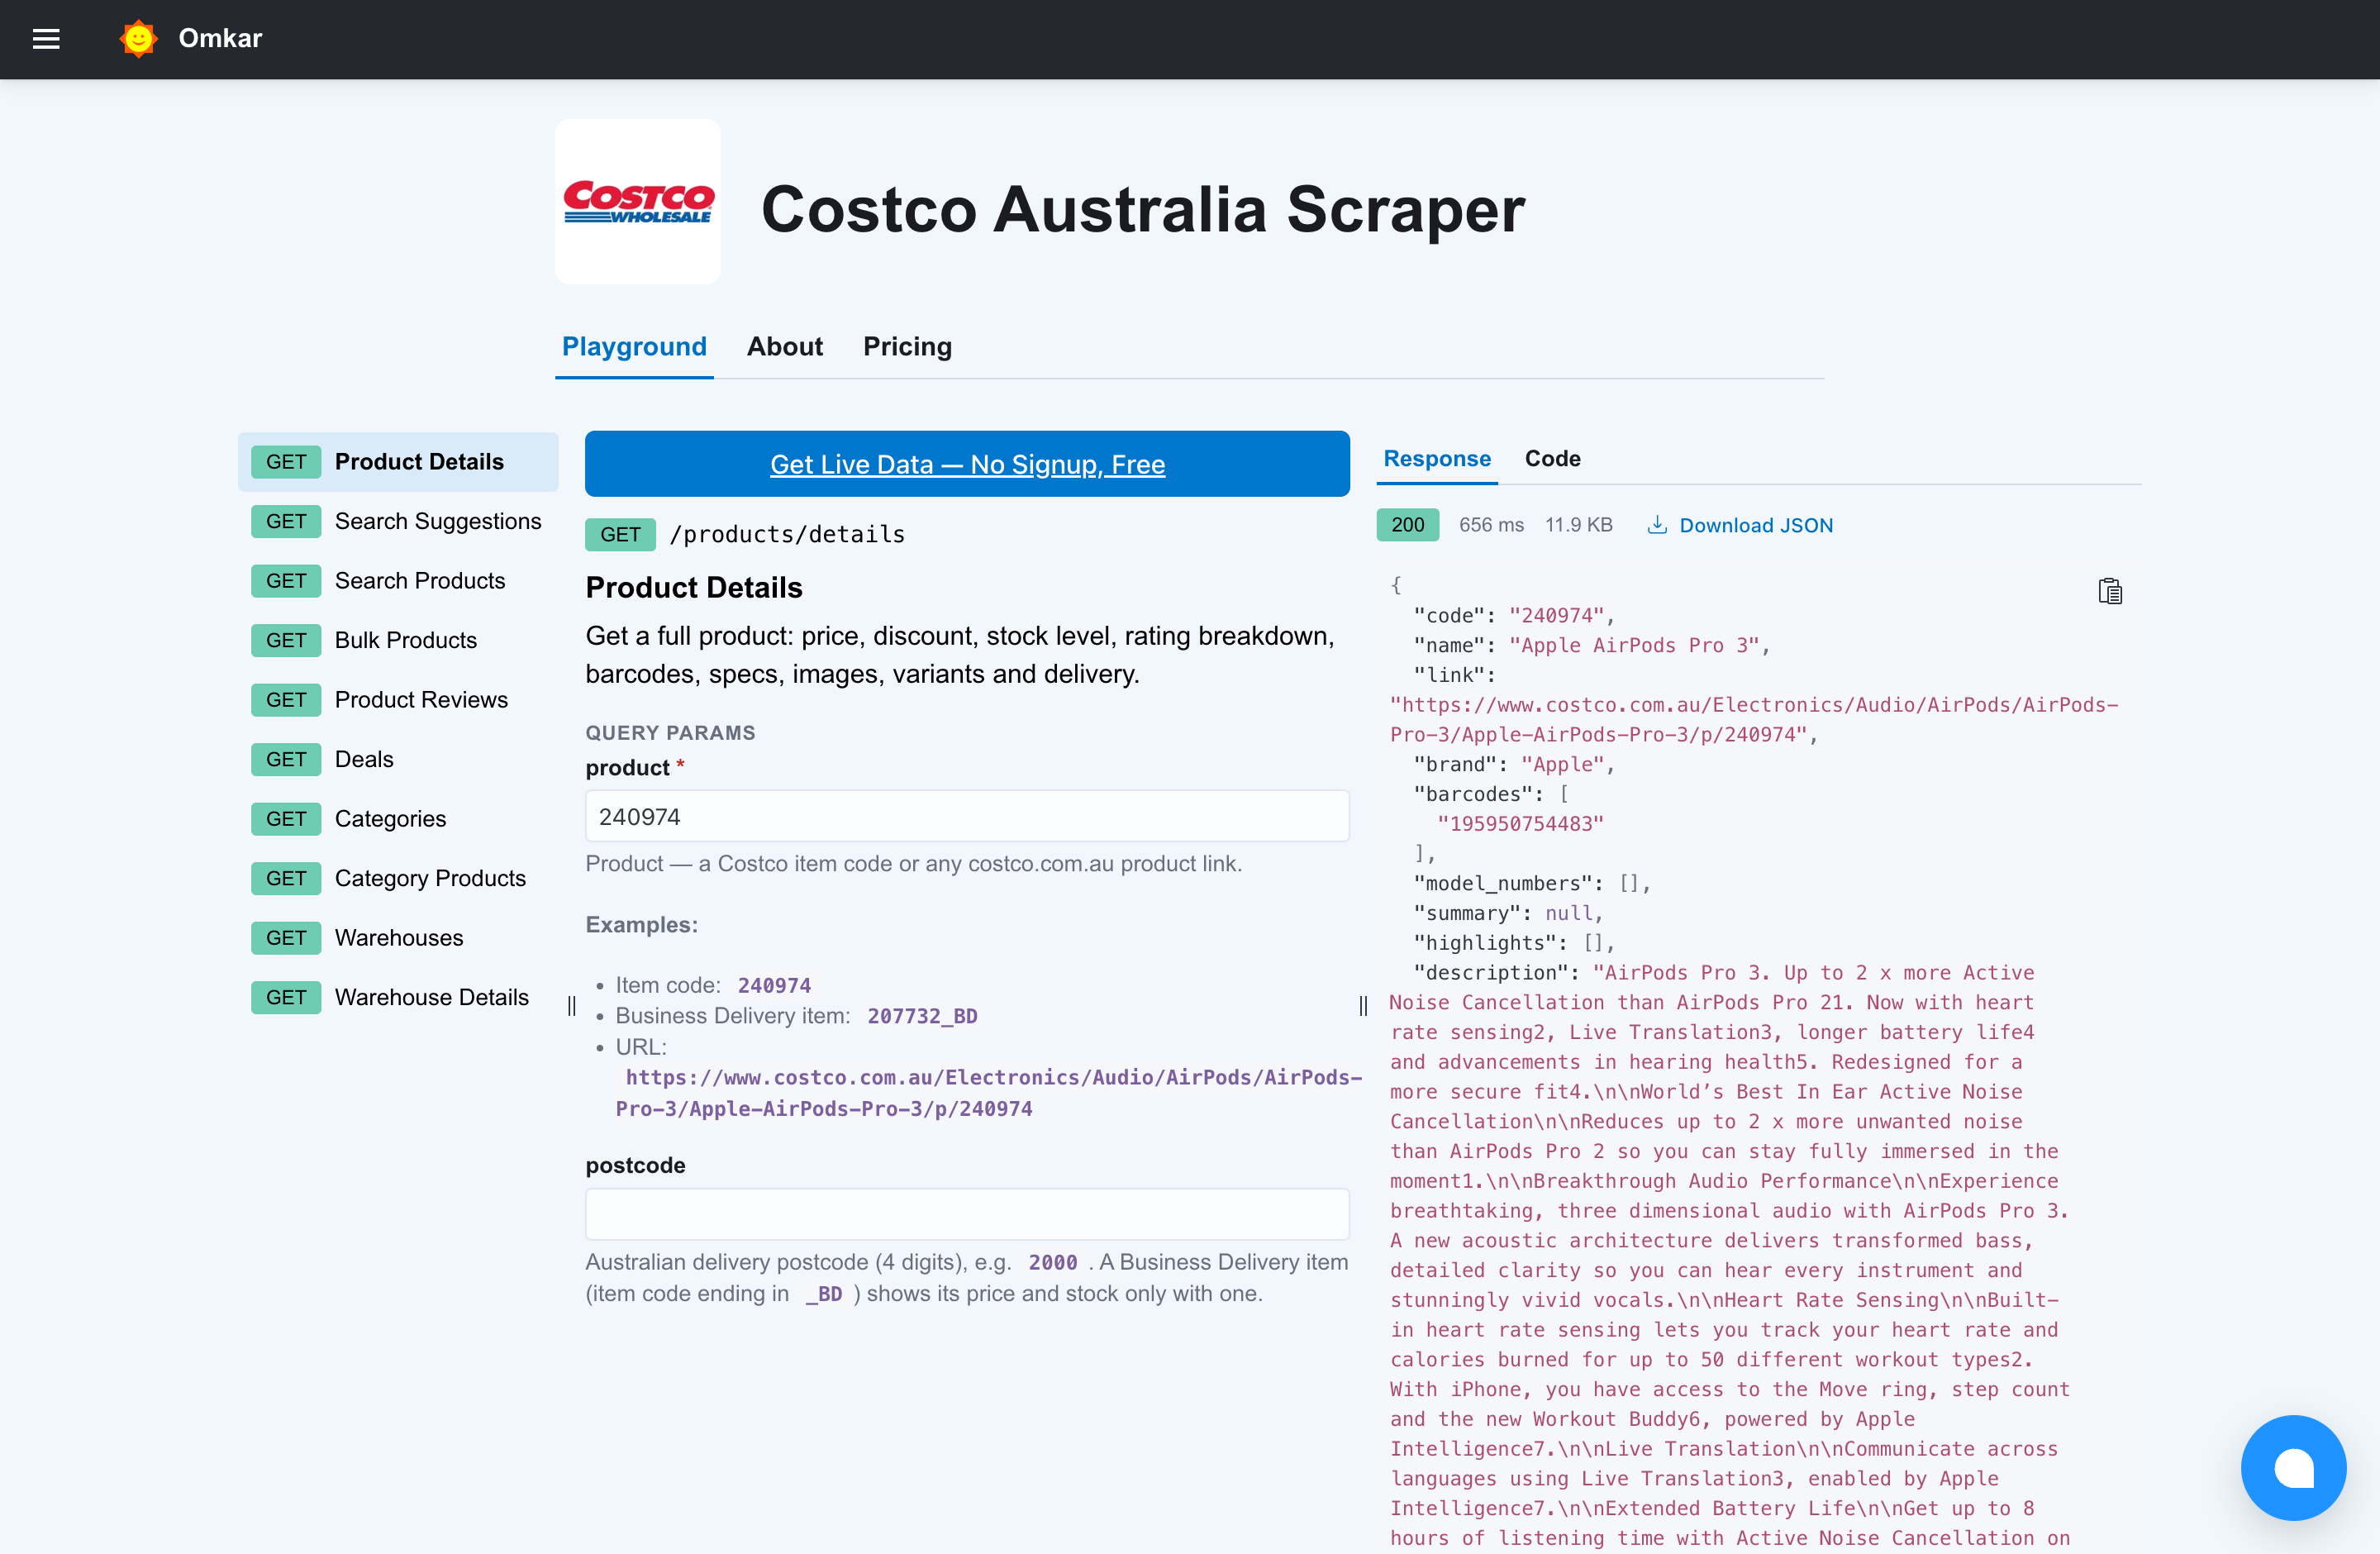 Omkar
COSTCO
WHOLESALE
Costco Australia Scraper
Playground
About
Pricing
GET Product Details
GET Search Suggestions
GET Search Products
GET Bulk Products
GET Product Reviews
GET Deals
GET Categories
GET Category Products
GET Warehouses
GET Warehouse Details
Get Live Data — No Signup, Free
GET /products/details
Product Details
Get a full product: price, discount, stock level, rating breakdown,
barcodes, specs, images, variants and delivery.
QUERY PARAMS
product *
240974
Product — a Costco item code or any costco.com.au product link.
Examples:
• Item code: 240974
• Business Delivery item: 207732_BD
• URL:
https://www.costco.com.au/Electronics/Audio/AirPods/AirPods-
Pro-3/Apple-AirPods-Pro-3/p/240974
postcode
Australian delivery postcode (4 digits), e.g. 2000 . A Business Delivery item
(item code ending in _BD ) shows its price and stock only with one.
Response
Code
200 656 ms 11.9 KB Download JSON
{
"code": "240974",
"name": "Apple AirPods Pro 3",
"link":
"https://www.costco.com.au/Electronics/Audio/AirPods/AirPods-
Pro-3/Apple-AirPods-Pro-3/p/240974",
"brand": "Apple",
"barcodes": [
"195950754483"
],
"model_numbers": [],
"summary": null,
"highlights": [],
"description": "AirPods Pro 3. Up to 2 x more Active
Noise Cancellation than AirPods Pro 21. Now with heart
rate sensing2, Live Translation3, longer battery life4
and advancements in hearing health5. Redesigned for a
more secure fit4.\n\nWorld’s Best In Ear Active Noise
Cancellation\n\nReduces up to 2 x more unwanted noise
than AirPods Pro 2 so you can stay fully immersed in the
moment1.\n\nBreakthrough Audio Performance\n\nExperience
breathtaking, three dimensional audio with AirPods Pro 3.
A new acoustic architecture delivers transformed bass,
detailed clarity so you can hear every instrument and
stunningly vivid vocals.\n\nHeart Rate Sensing\n\nBuilt-
in heart rate sensing lets you track your heart rate and
calories burned for up to 50 different workout types2.
With iPhone, you have access to the Move ring, step count
and the new Workout Buddy6, powered by Apple
Intelligence7.\n\nLive Translation\n\nCommunicate across
languages using Live Translation3, enabled by Apple
Intelligence7.\n\nExtended Battery Life\n\nGet up to 8
hours of listening time with Active Noise Cancellation on